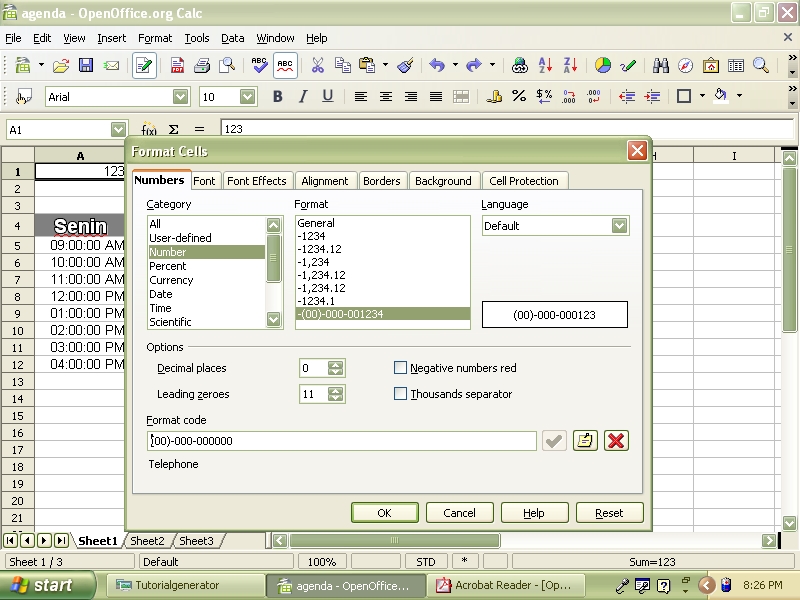 agenda - OpenOffice.org Calc
File Edit View Insert Format Tools Data Window Help
Arial 10
A1 123
A H I
1 123
2
3
4 Senin
5 09:00:00 AM
6 10:00:00 AM
7 11:00:00 AM
8 12:00:00 PM
9 01:00:00 PM
10 02:00:00 PM
11 03:00:00 PM
12 04:00:00 PM
13
14
15
16
17
18
19
20
21
Format Cells
Numbers Font Font Effects Alignment Borders Background Cell Protection
Category Format Language
All
User-defined
Number
Percent
Currency
Date
Time
Scientific
General
-1234
-1234.12
-1,234
-1,234.12
-1,234.12
-1234.1
-(00)-000-001234
Default
(00)-000-000123
Options
Decimal places 0 Negative numbers red
Leading zeroes 11 Thousands separator
Format code
(00)-000-000000
Telephone
OK Cancel Help Reset
Sheet1 Sheet2 Sheet3
Sheet 1 / 3 Default 100% STD * Sum=123
start Tutorialgenerator agenda - OpenOffice... Acrobat Reader - [Op... 8:26 PM